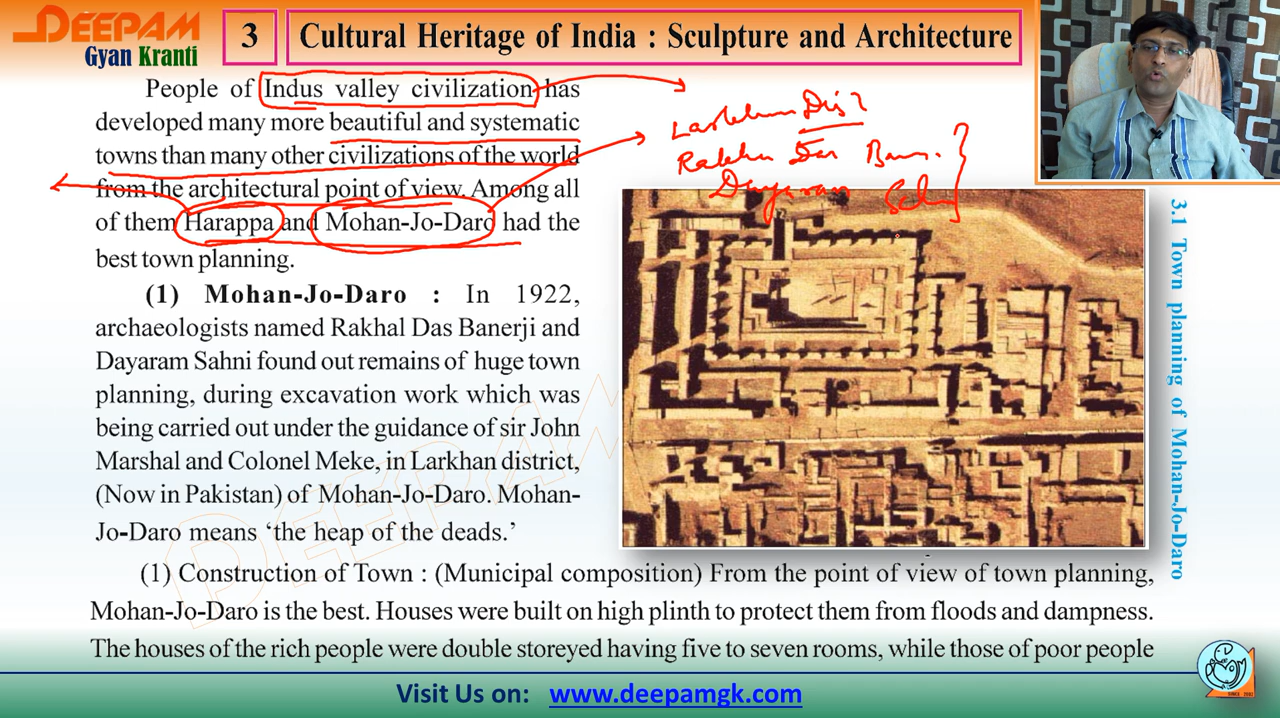 DEEPAM
Gyan Kranti
3
Cultural Heritage of India : Sculpture and Architecture
People of Indus valley civilization has
developed many more beautiful and systematic
towns than many other civilizations of the world
from the architectural point of view. Among all
of them Harappa and Mohan-Jo-Daro had the
best town planning.
(1) Mohan-Jo-Daro : In 1922,
archaeologists named Rakhal Das Banerji and
Dayaram Sahni found out remains of huge town
planning, during excavation work which was
being carried out under the guidance of sir John
Marshal and Colonel Meke, in Larkhan district,
(Now in Pakistan) of Mohan-Jo-Daro. Mohan-
Jo-Daro means ‘the heap of the deads.’
Das
Dayaram
3.1 Town planning of Mohan-Jo-Daro
(1) Construction of Town : (Municipal composition) From the point of view of town planning,
Mohan-Jo-Daro is the best. Houses were built on high plinth to protect them from floods and dampness.
The houses of the rich people were double storeyed having five to seven rooms, while those of poor people
DEEPAM
Visit Us on: www.deepamgk.com